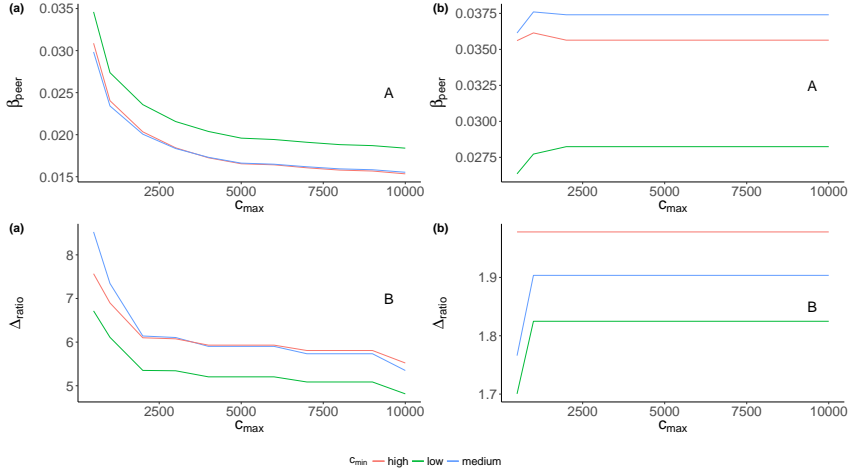 (a)
0.035
0.030
0.025
0.020
0.015
βpeer
A
2500 5000 7500 10000
cmax
(b)
0.0375
0.0350
0.0325
0.0300
0.0275
βpeer
A
2500 5000 7500 10000
cmax
(a)
8
7
6
5
Δratio
B
2500 5000 7500 10000
cmax
(b)
1.9
1.8
1.7
Δratio
B
2500 5000 7500 10000
cmax
cmin high low medium